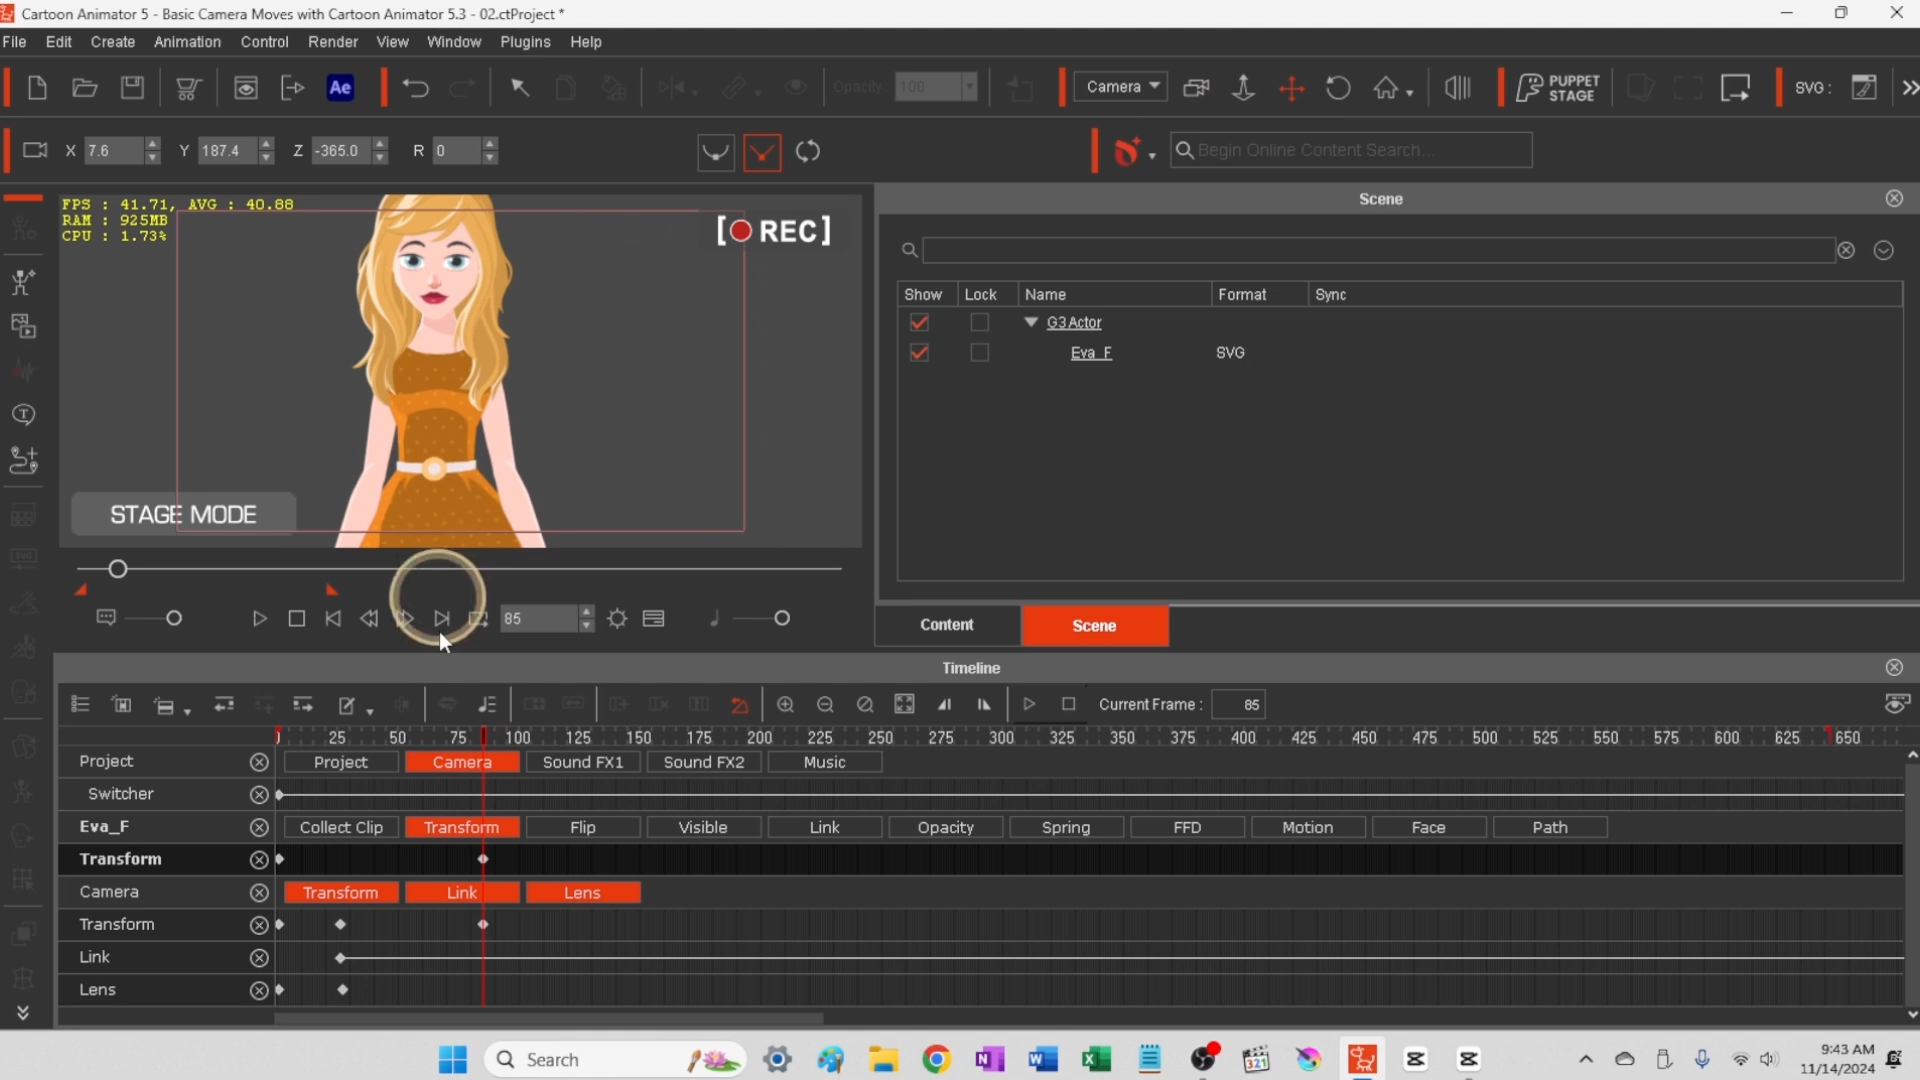 Cartoon Animator 5 - Basic Camera Moves with Cartoon Animator 5.3 - 02.ctProject *
File Edit Create Animation Control Render View Window Plugins Help
Ae Opacity: 100 Camera PUPPET STAGE SVG :
X 7.6 Y 187.4 Z -365.0 R 0 Begin Online Content Search...
FPS : 41.71, AVG : 40.88
RAM : 925MB
CPU : 1.73%
[ REC]
STAGE MODE
Scene
Show Lock Name Format Sync
G3 Actor
Eva_F SVG
85
Content Scene
Timeline
Current Frame : 85
25 50 75 100 125 150 175 200 225 250 275 300 325 350 375 400 425 450 475 500 525 550 575 600 625 650
Project Project Camera Sound FX1 Sound FX2 Music
Switcher
Eva_F Collect Clip Transform Flip Visible Link Opacity Spring FFD Motion Face Path
Transform
Camera Transform Link Lens
Transform
Link
Lens
Search 321 9:43 AM
11/14/2024